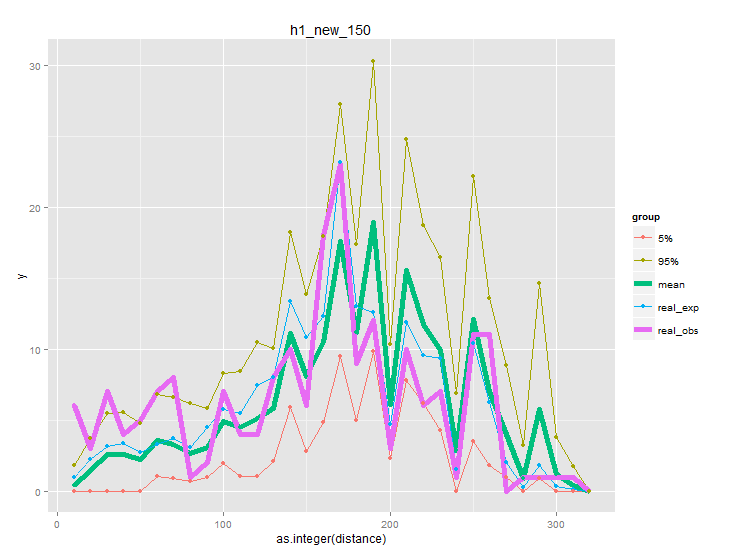 h1_new_150
30
20
10
0
y
0
100
200
300
as.integer(distance)
group
5%
95%
mean
real_exp
real_obs